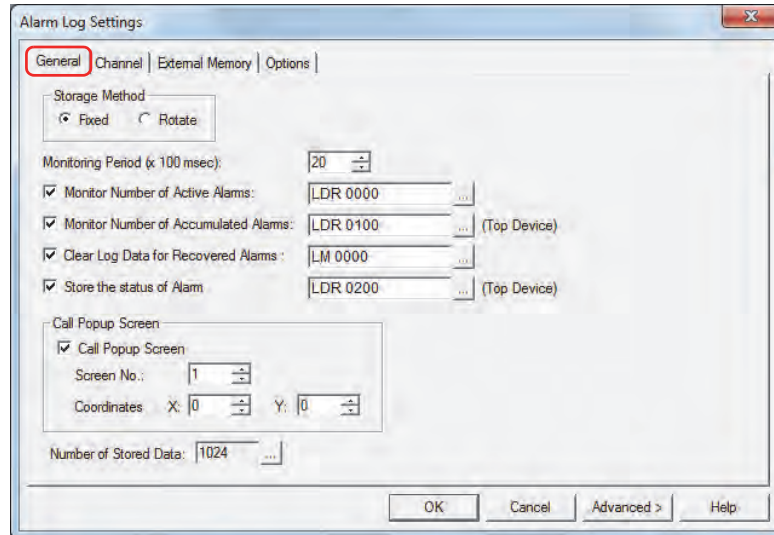 Alarm Log Settings
General Channel External Memory Options
Storage Method
Fixed Rotate
Monitoring Period (x 100 msec): 20
Monitor Number of Active Alarms: LDR 0000 ...
Monitor Number of Accumulated Alarms: LDR 0100 ... (Top Device)
Clear Log Data for Recovered Alarms : LM 0000 ...
Store the status of Alarm LDR 0200 ... (Top Device)
Call Popup Screen
Call Popup Screen
Screen No.: 1
Coordinates X: 0 Y: 0
Number of Stored Data: 1024 ...
OK Cancel Advanced > Help